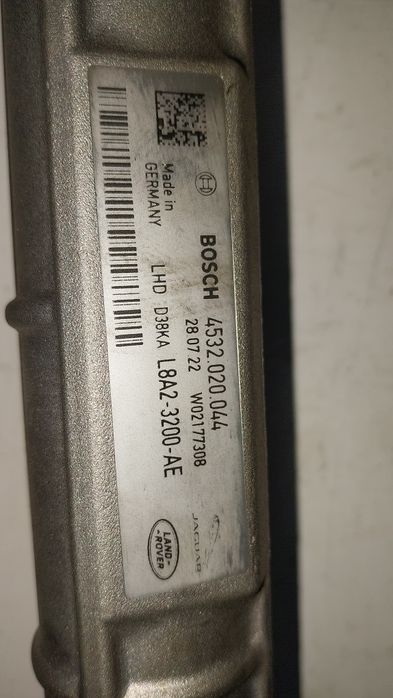 BOSCH 4532.020.044
Made in
GERMANY
28.07.22 W02177308
LHD D38KA L8A2-3200-AE
JAGUAR
LAND-
-ROVER